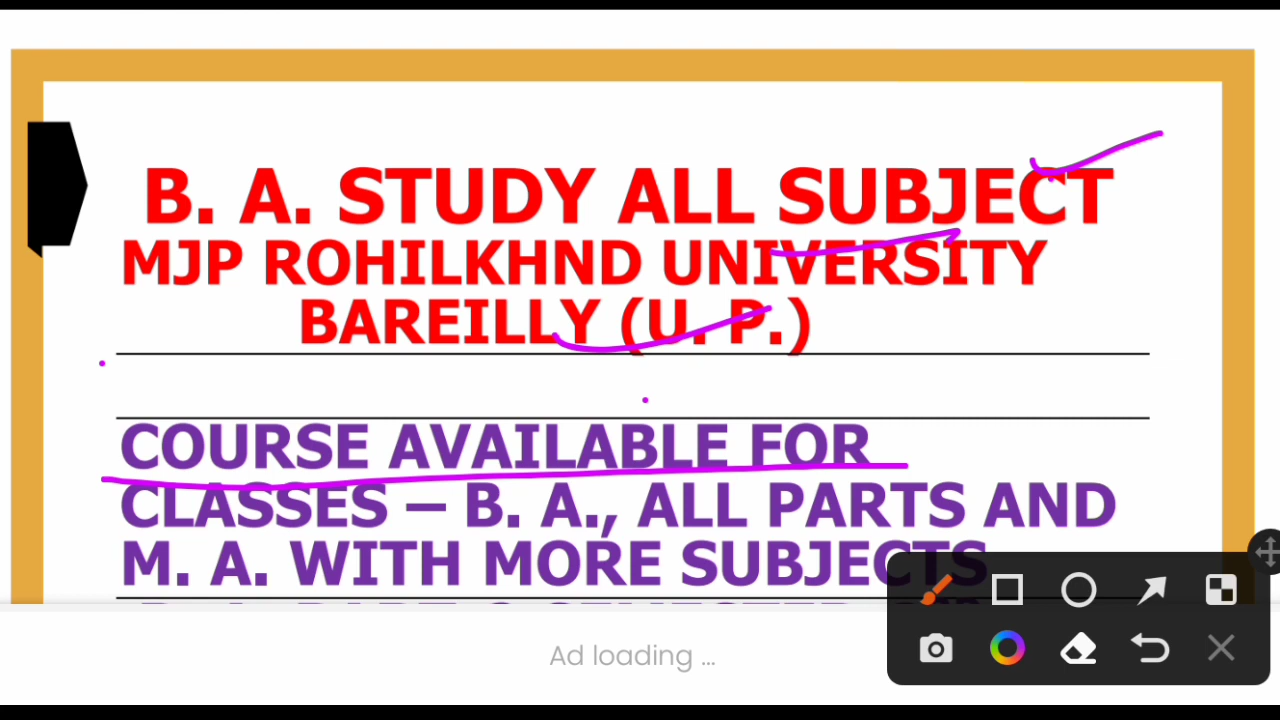 B. A. STUDY ALL SUBJECT
MJP ROHILKHND UNIVERSITY
BAREILLY (U. P.)
COURSE AVAILABLE FOR
CLASSES – B. A., ALL PARTS AND
M. A. WITH MORE SUBJECTS
Ad loading ...